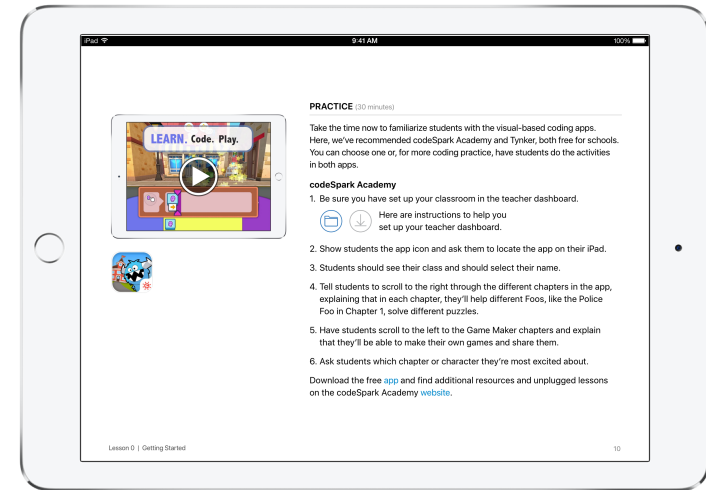 iPad
9:41 AM
100%
LEARN. Code. Play.
PRACTICE (30 minutes)
Take the time now to familiarize students with the visual-based coding apps.
Here, we've recommended codeSpark Academy and Tynker, both free for schools.
You can choose one or, for more coding practice, have students do the activities
in both apps.
codeSpark Academy
1. Be sure you have set up your classroom in the teacher dashboard.
Here are instructions to help you
set up your teacher dashboard.
2. Show students the app icon and ask them to locate the app on their iPad.
3. Students should see their class and should select their name.
4. Tell students to scroll to the right through the different chapters in the app,
explaining that in each chapter, they'll help different Foos, like the Police
Foo in Chapter 1, solve different puzzles.
5. Have students scroll to the left to the Game Maker chapters and explain
that they'll be able to make their own games and share them.
6. Ask students which chapter or character they're most excited about.
Download the free app and find additional resources and unplugged lessons
on the codeSpark Academy website.
Lesson 0 | Getting Started
10